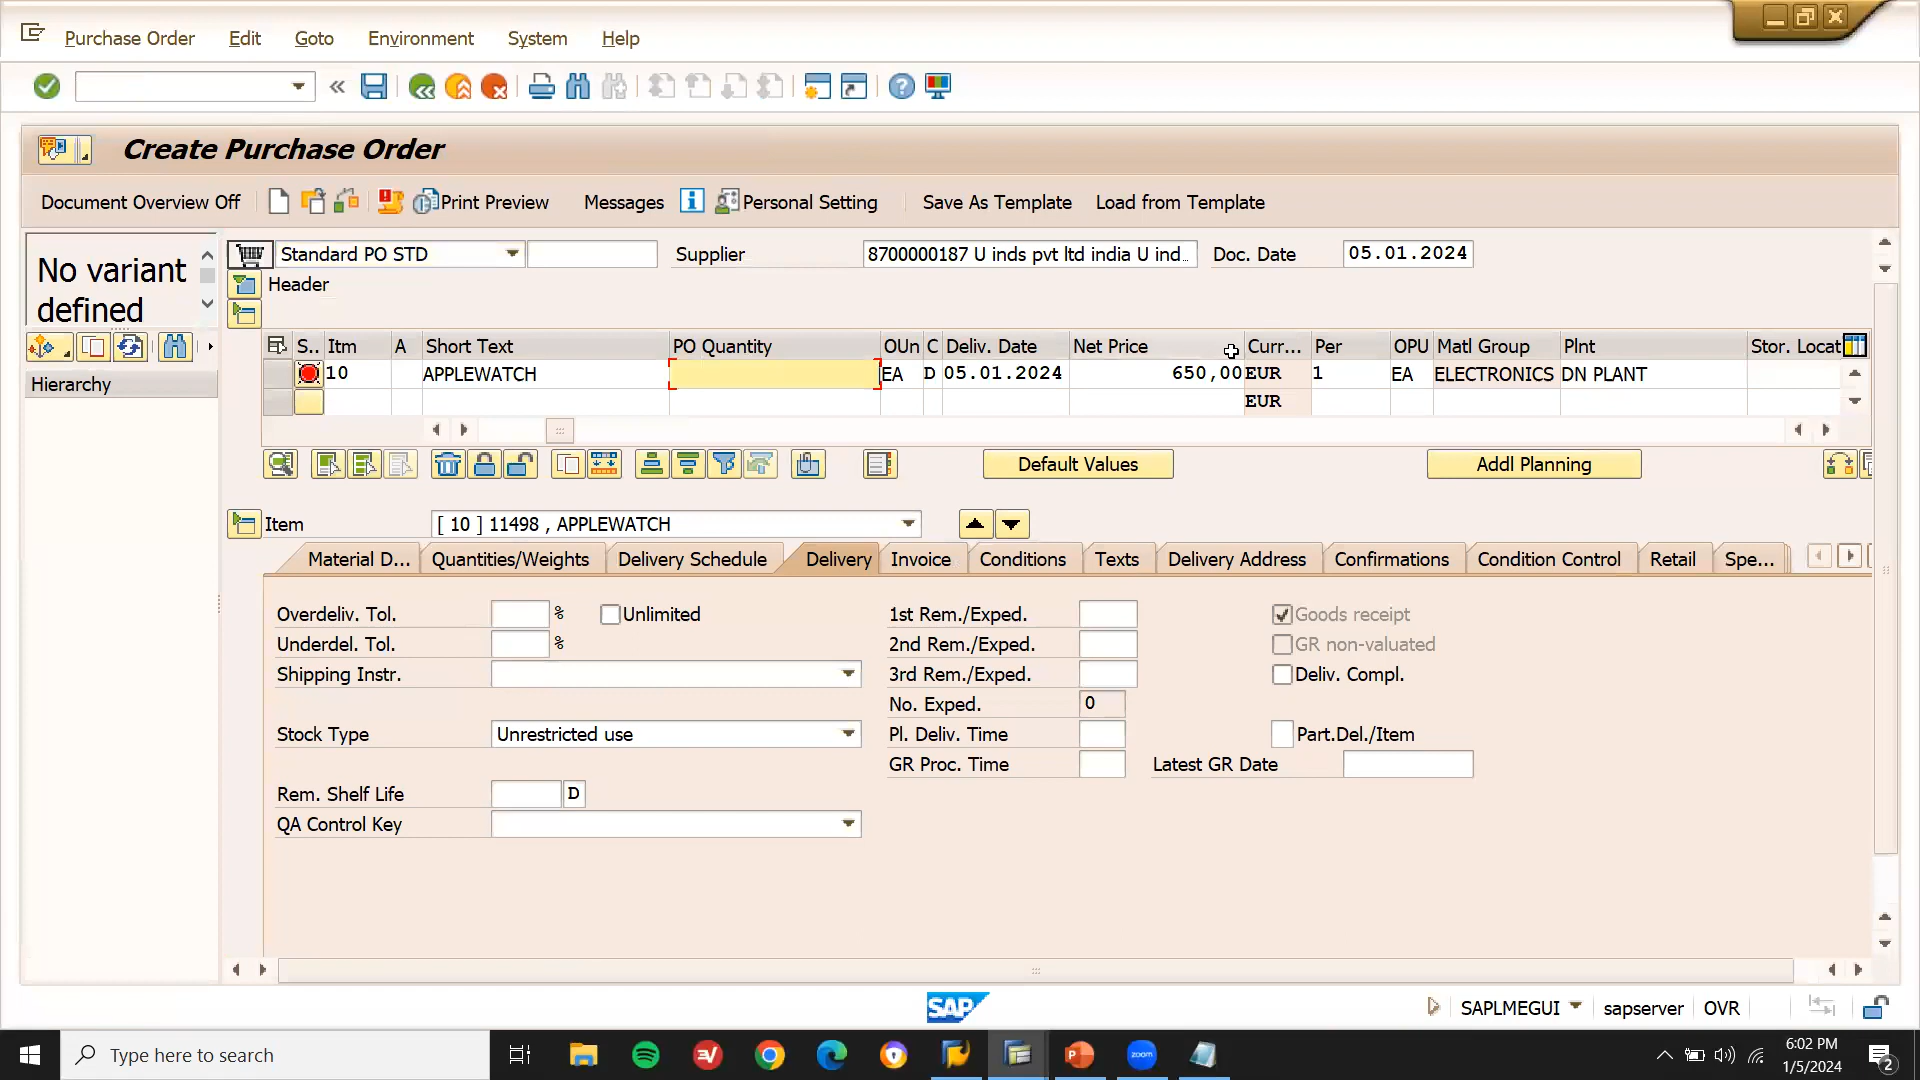 Purchase Order Edit Goto Environment System Help
Create Purchase Order
Document Overview Off Print Preview Messages Personal Setting Save As Template Load from Template
No variant defined
Standard PO STD Supplier 8700000187 U inds pvt ltd india U ind.. Doc. Date 05.01.2024
Header
Hierarchy
S.. Itm A Short Text PO Quantity OUn C Deliv. Date Net Price Curr... Per OPU Matl Group Plnt Stor. Locat
10 APPLEWATCH EA D 05.01.2024 650,00 EUR 1 EA ELECTRONICS DN PLANT
EUR
Default Values Addl Planning
Item [ 10 ] 11498 , APPLEWATCH
Material D... Quantities/Weights Delivery Schedule Delivery Invoice Conditions Texts Delivery Address Confirmations Condition Control Retail Spe...
Overdeliv. Tol. % Unlimited 1st Rem./Exped. Goods receipt
Underdel. Tol. % 2nd Rem./Exped. GR non-valuated
Shipping Instr. 3rd Rem./Exped. Deliv. Compl.
No. Exped. 0
Stock Type Unrestricted use Pl. Deliv. Time Part.Del./Item
GR Proc. Time Latest GR Date
Rem. Shelf Life D
QA Control Key
SAP SAPLMEGUI sapserver OVR
Type here to search zoom 6:02 PM
1/5/2024 2